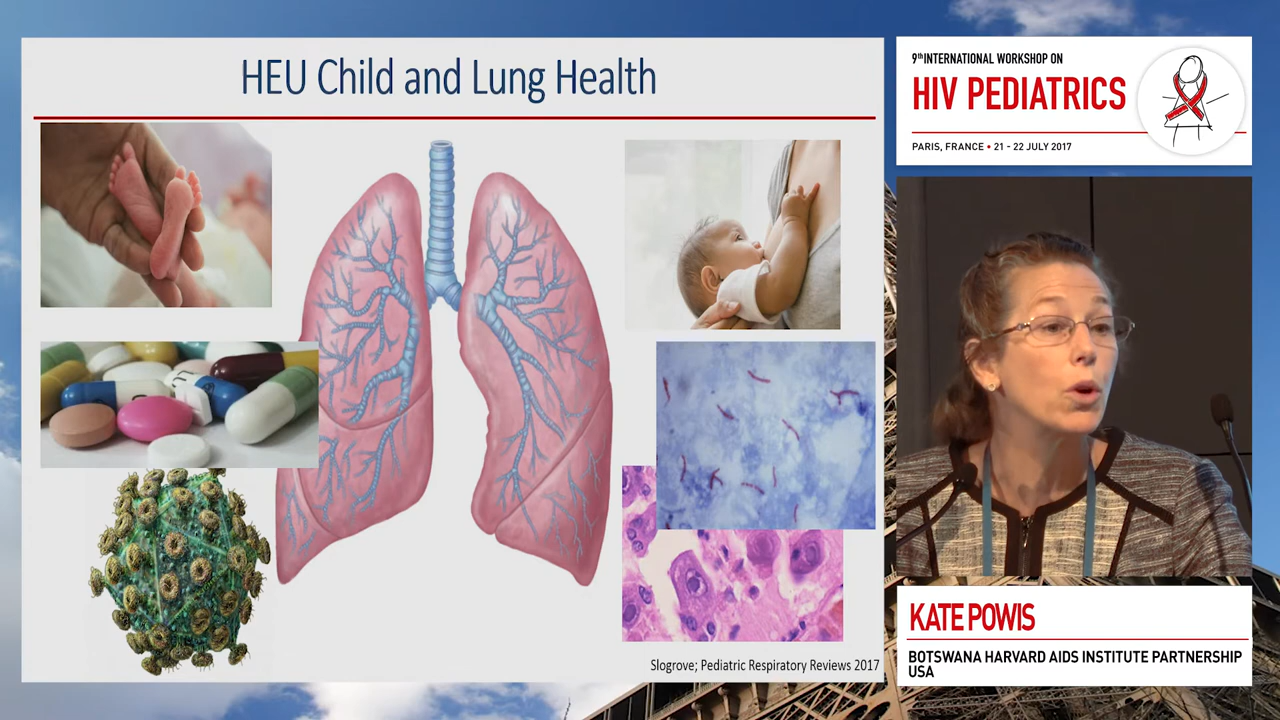 HEU Child and Lung Health
Slogrove; Pediatric Respiratory Reviews 2017
9th INTERNATIONAL WORKSHOP ON
HIV PEDIATRICS
PARIS, FRANCE • 21 - 22 JULY 2017
KATE POWIS
BOTSWANA HARVARD AIDS INSTITUTE PARTNERSHIP
USA